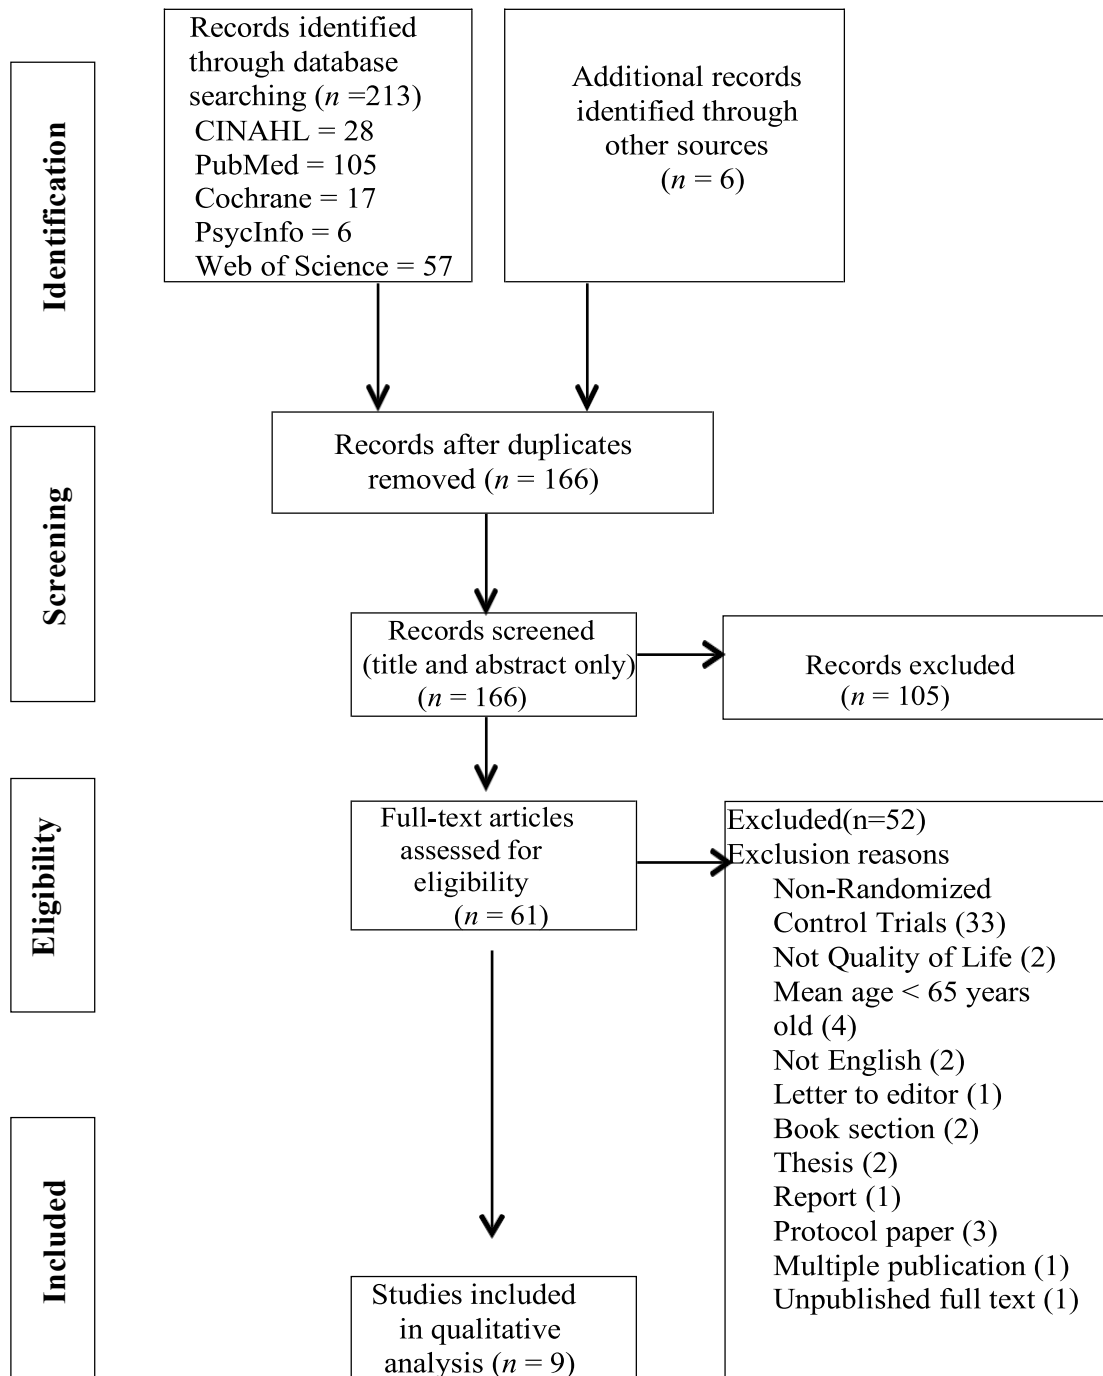 Identification
Records identified
through database
searching (n =213)
CINAHL = 28
PubMed = 105
Cochrane = 17
PsycInfo = 6
Web of Science = 57
Additional records
identified through
other sources
(n = 6)
Screening
Records after duplicates
removed (n = 166)
Records screened
(title and abstract only)
(n = 166)
Records excluded
(n = 105)
Eligibility
Full-text articles
assessed for
eligibility
(n = 61)
Excluded(n=52)
Exclusion reasons
Non-Randomized
Control Trials (33)
Not Quality of Life (2)
Mean age < 65 years
old (4)
Not English (2)
Letter to editor (1)
Book section (2)
Thesis (2)
Report (1)
Protocol paper (3)
Multiple publication (1)
Unpublished full text (1)
Included
Studies included
in qualitative
analysis (n = 9)